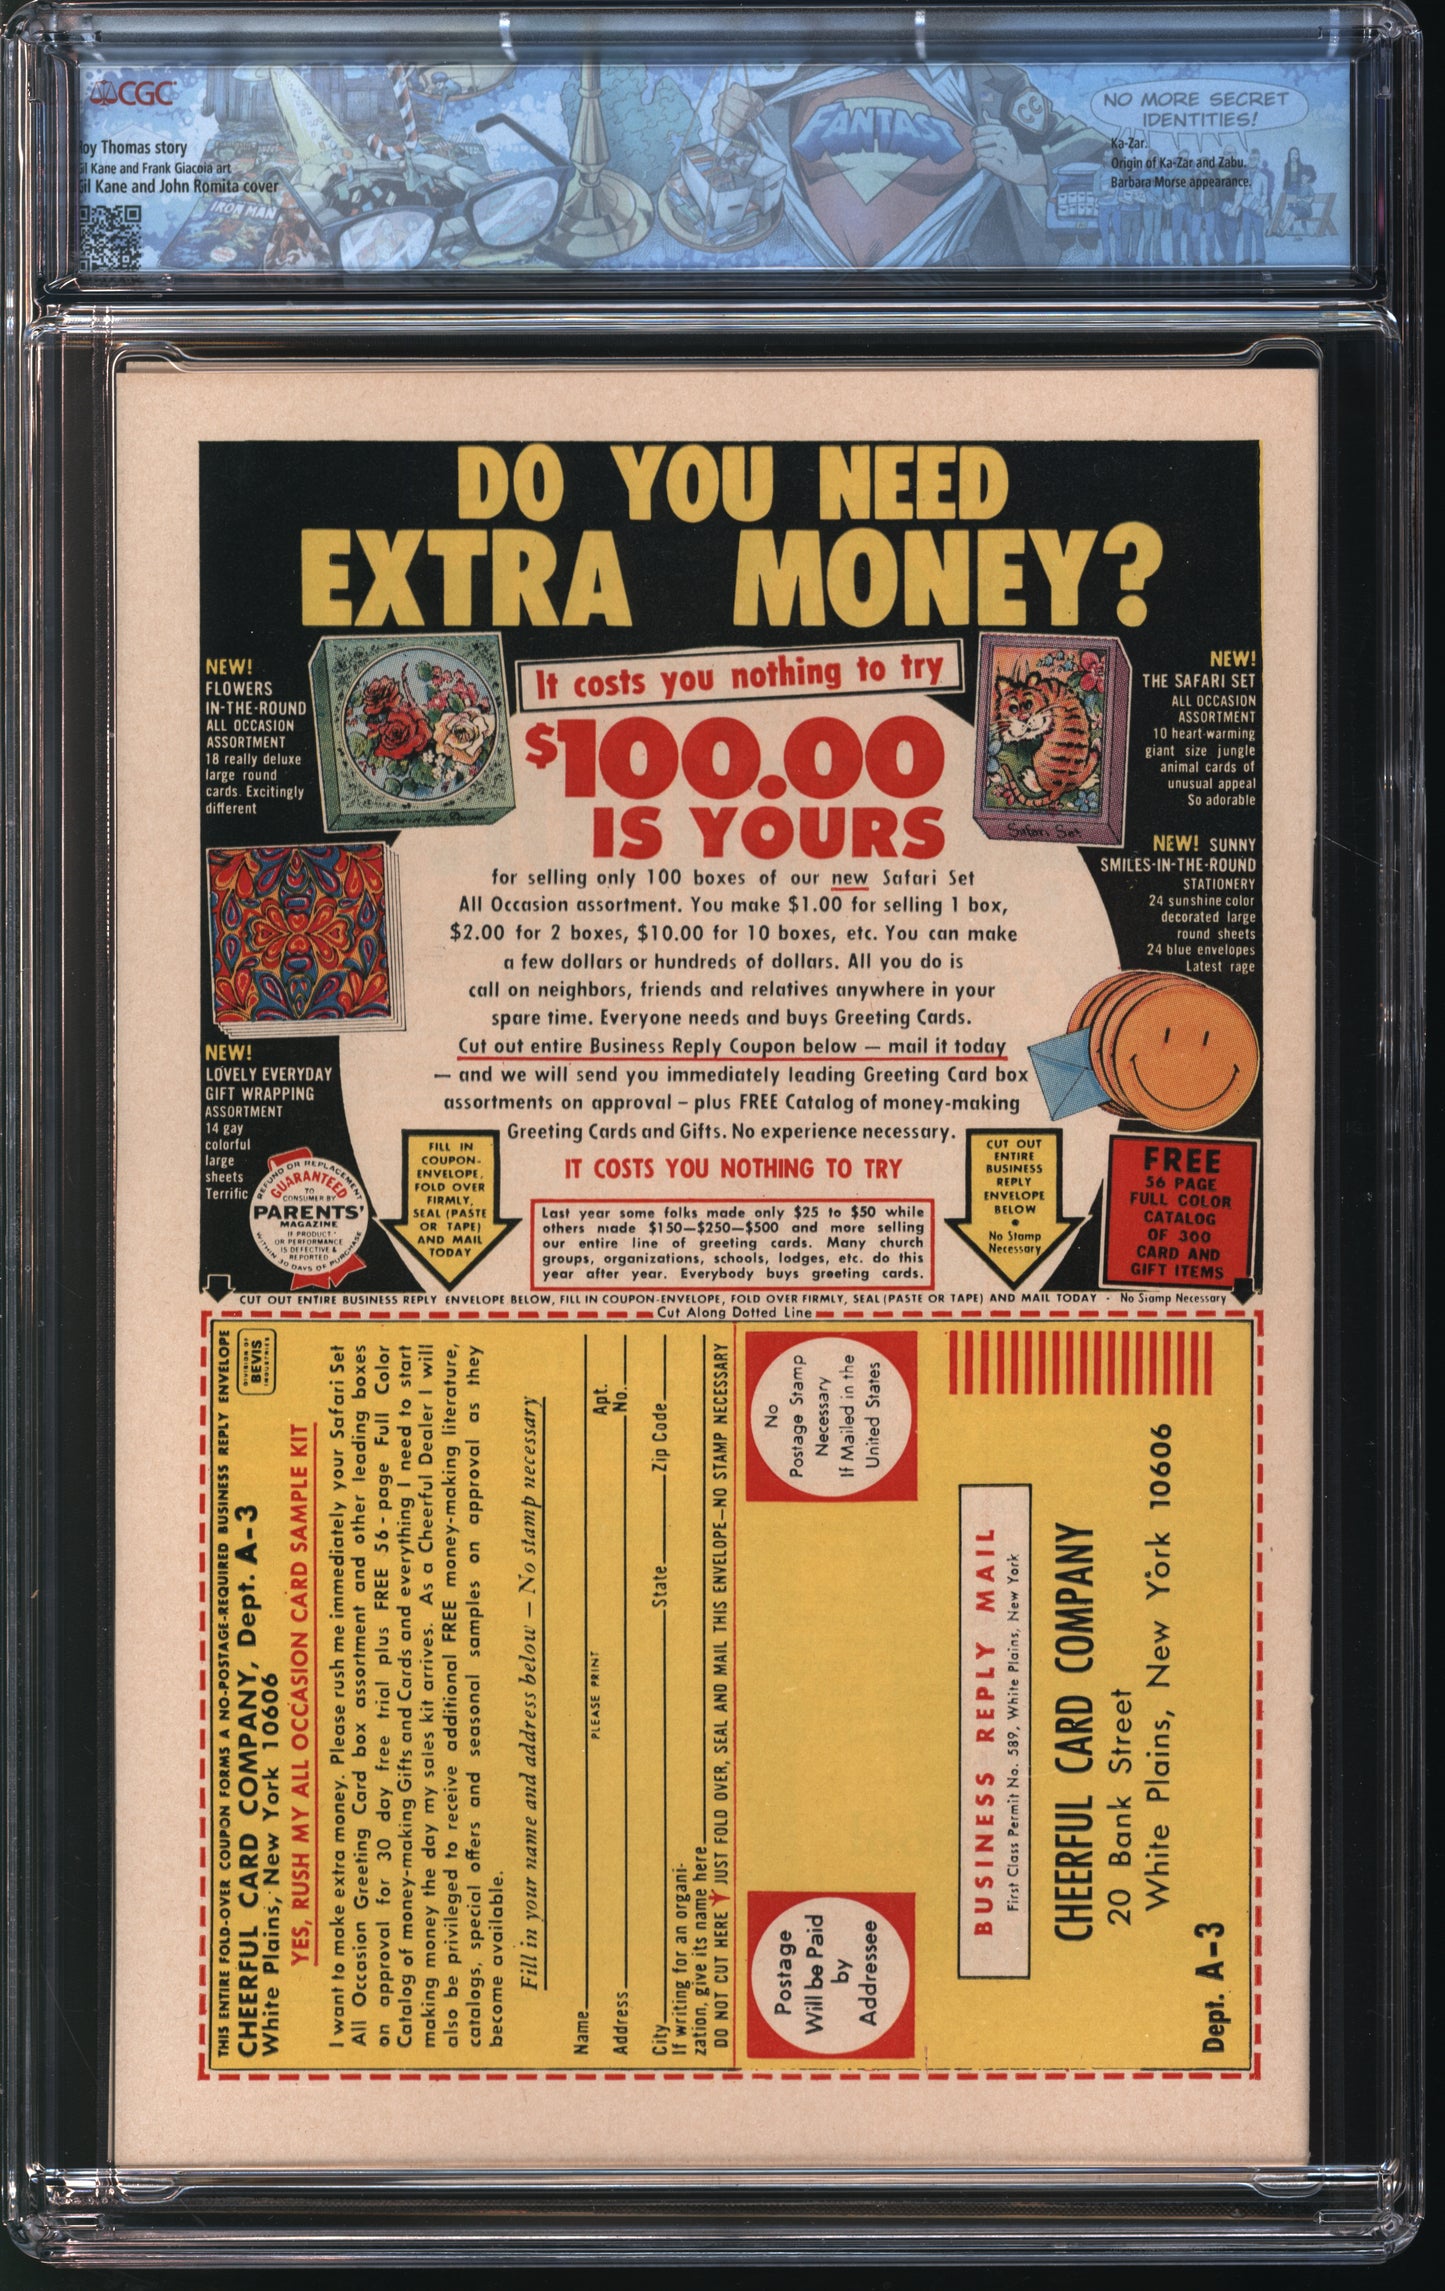 CGC
Roy Thomas story
Gil Kane and Frank Giacoia art
Gil Kane and John Romita cover
IRON MAN
FANTAST
CC
NO MORE SECRET
IDENTITIES!
Ka-Zar.
Origin of Ka-Zar and Zabu.
Barbara Morse appearance.
DO YOU NEED
EXTRA MONEY?
NEW!
FLOWERS
IN-THE-ROUND
ALL OCCASION
ASSORTMENT
18 really deluxe
large round
cards. Excitingly
different
It costs you nothing to try
$100.00
IS YOURS
Safari Set
NEW!
THE SAFARI SET
ALL OCCASION
ASSORTMENT
10 heart-warming
giant size jungle
animal cards of
unusual appeal
So adorable
for selling only 100 boxes of our new Safari Set
All Occasion assortment. You make $1.00 for selling 1 box,
$2.00 for 2 boxes, $10.00 for 10 boxes, etc. You can make
a few dollars or hundreds of dollars. All you do is
call on neighbors, friends and relatives anywhere in your
spare time. Everyone needs and buys Greeting Cards.
Cut out entire Business Reply Coupon below — mail it today
— and we will send you immediately leading Greeting Card box
assortments on approval – plus FREE Catalog of money-making
Greeting Cards and Gifts. No experience necessary.
IT COSTS YOU NOTHING TO TRY
NEW! SUNNY
SMILES-IN-THE-ROUND
STATIONERY
24 sunshine color
decorated large
round sheets
24 blue envelopes
Latest rage
NEW!
LOVELY EVERYDAY
GIFT WRAPPING
ASSORTMENT
14 gay
colorful
large
sheets
Terrific
REFUND OR REPLACEMENT
GUARANTEED
TO
CONSUMER BY
PARENTS'
MAGAZINE
IF PRODUCT
OR PERFORMANCE
IS DEFECTIVE &
REPORTED
WITHIN 30 DAYS OF PURCHASE
FILL IN
COUPON-
ENVELOPE,
FOLD OVER
FIRMLY,
SEAL (PASTE
OR TAPE)
AND MAIL
TODAY
Last year some folks made only $25 to $50 while
others made $150—$250—$500 and more selling
our entire line of greeting cards. Many church
groups, organizations, schools, lodges, etc. do this
year after year. Everybody buys greeting cards.
CUT OUT
ENTIRE
BUSINESS
REPLY
ENVELOPE
BELOW
•
No Stamp
Necessary
FREE
56 PAGE
FULL COLOR
CATALOG
OF 300
CARD AND
GIFT ITEMS
CUT OUT ENTIRE BUSINESS REPLY ENVELOPE BELOW, FILL IN COUPON-ENVELOPE, FOLD OVER FIRMLY, SEAL (PASTE OR TAPE) AND MAIL TODAY - No Stamp Necessary
Cut Along Dotted Line
THIS ENTIRE FOLD-OVER COUPON FORMS A NO-POSTAGE-REQUIRED BUSINESS REPLY ENVELOPE
CHEERFUL CARD COMPANY, Dept. A-3
White Plains, New York 10606
DIVISION OF
BEVIS
INDUSTRIES
YES, RUSH MY ALL OCCASION CARD SAMPLE KIT
I want to make extra money. Please rush me immediately your Safari Set
All Occasion Greeting Card box assortment and other leading boxes
on approval for 30 day free trial plus FREE 56-page Full Color
Catalog of money-making Gifts and Cards and everything I need to start
making money the day my sales kit arrives. As a Cheerful Dealer I will
also be privileged to receive additional FREE money-making literature,
catalogs, special offers and seasonal samples on approval as they
become available.
Fill in your name and address below — No stamp necessary
Name
PLEASE PRINT
Address Apt. No.
City State Zip Code
If writing for an organi-
zation, give its name here
DO NOT CUT HERE JUST FOLD OVER, SEAL AND MAIL THIS ENVELOPE—NO STAMP NECESSARY
No
Postage Stamp
Necessary
If Mailed in the
United States
Postage
Will be Paid
by
Addressee
BUSINESS REPLY MAIL
First Class Permit No. 589, White Plains, New York
CHEERFUL CARD COMPANY
20 Bank Street
White Plains, New York 10606
Dept. A-3